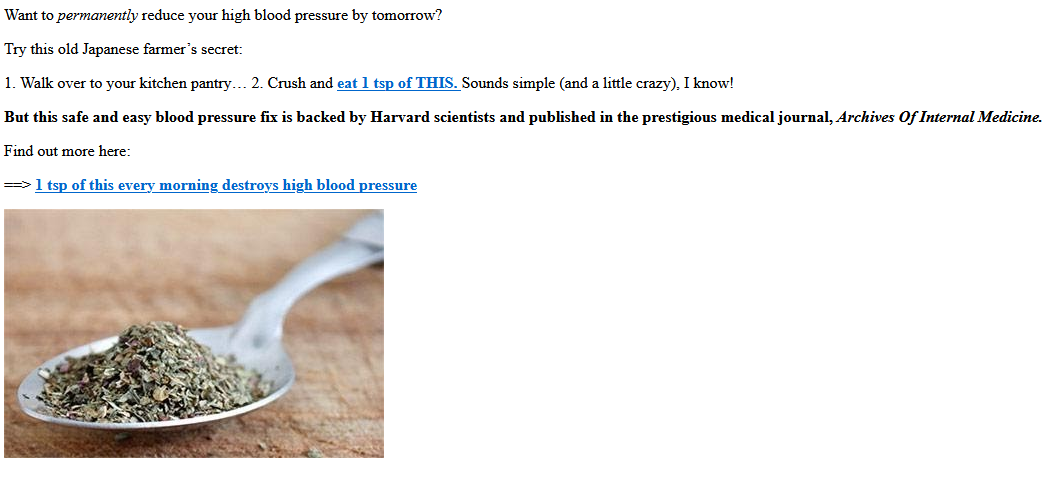 Want to permanently reduce your high blood pressure by tomorrow?
Try this old Japanese farmer’s secret:
1. Walk over to your kitchen pantry… 2. Crush and eat 1 tsp of THIS. Sounds simple (and a little crazy), I know!
But this safe and easy blood pressure fix is backed by Harvard scientists and published in the prestigious medical journal, Archives Of Internal Medicine.
Find out more here:
==> 1 tsp of this every morning destroys high blood pressure